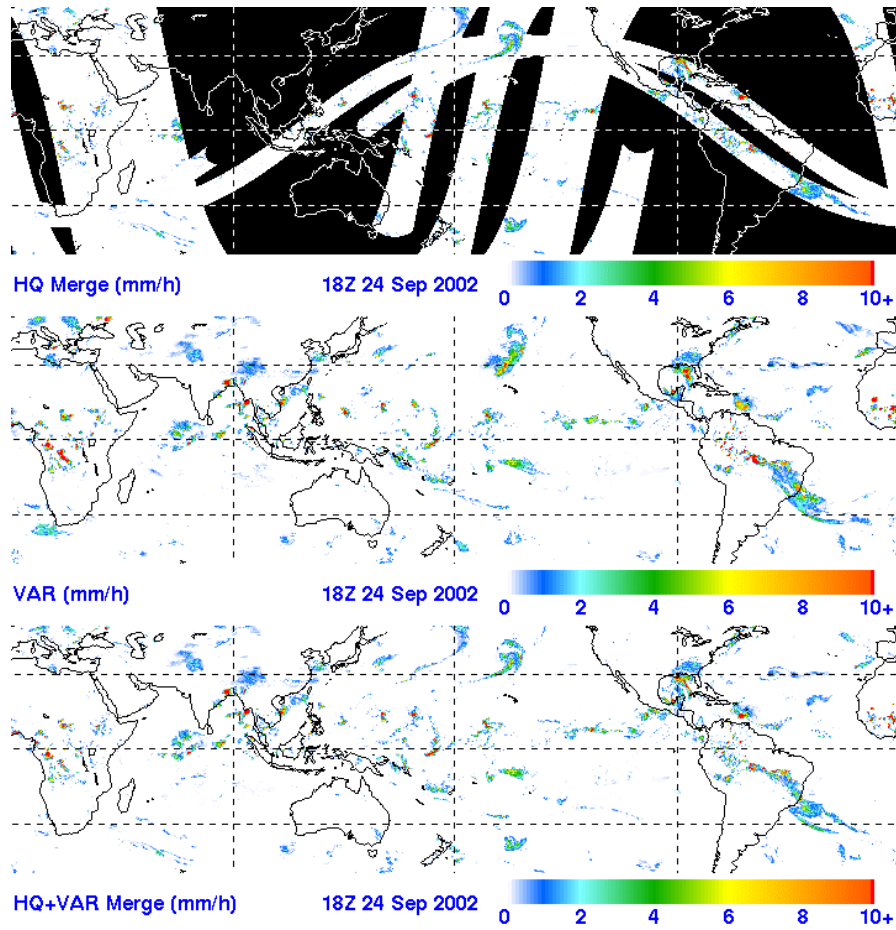 HQ Merge (mm/h) 18Z 24 Sep 2002
0 2 4 6 8 10+
VAR (mm/h) 18Z 24 Sep 2002
0 2 4 6 8 10+
HQ+VAR Merge (mm/h) 18Z 24 Sep 2002
0 2 4 6 8 10+